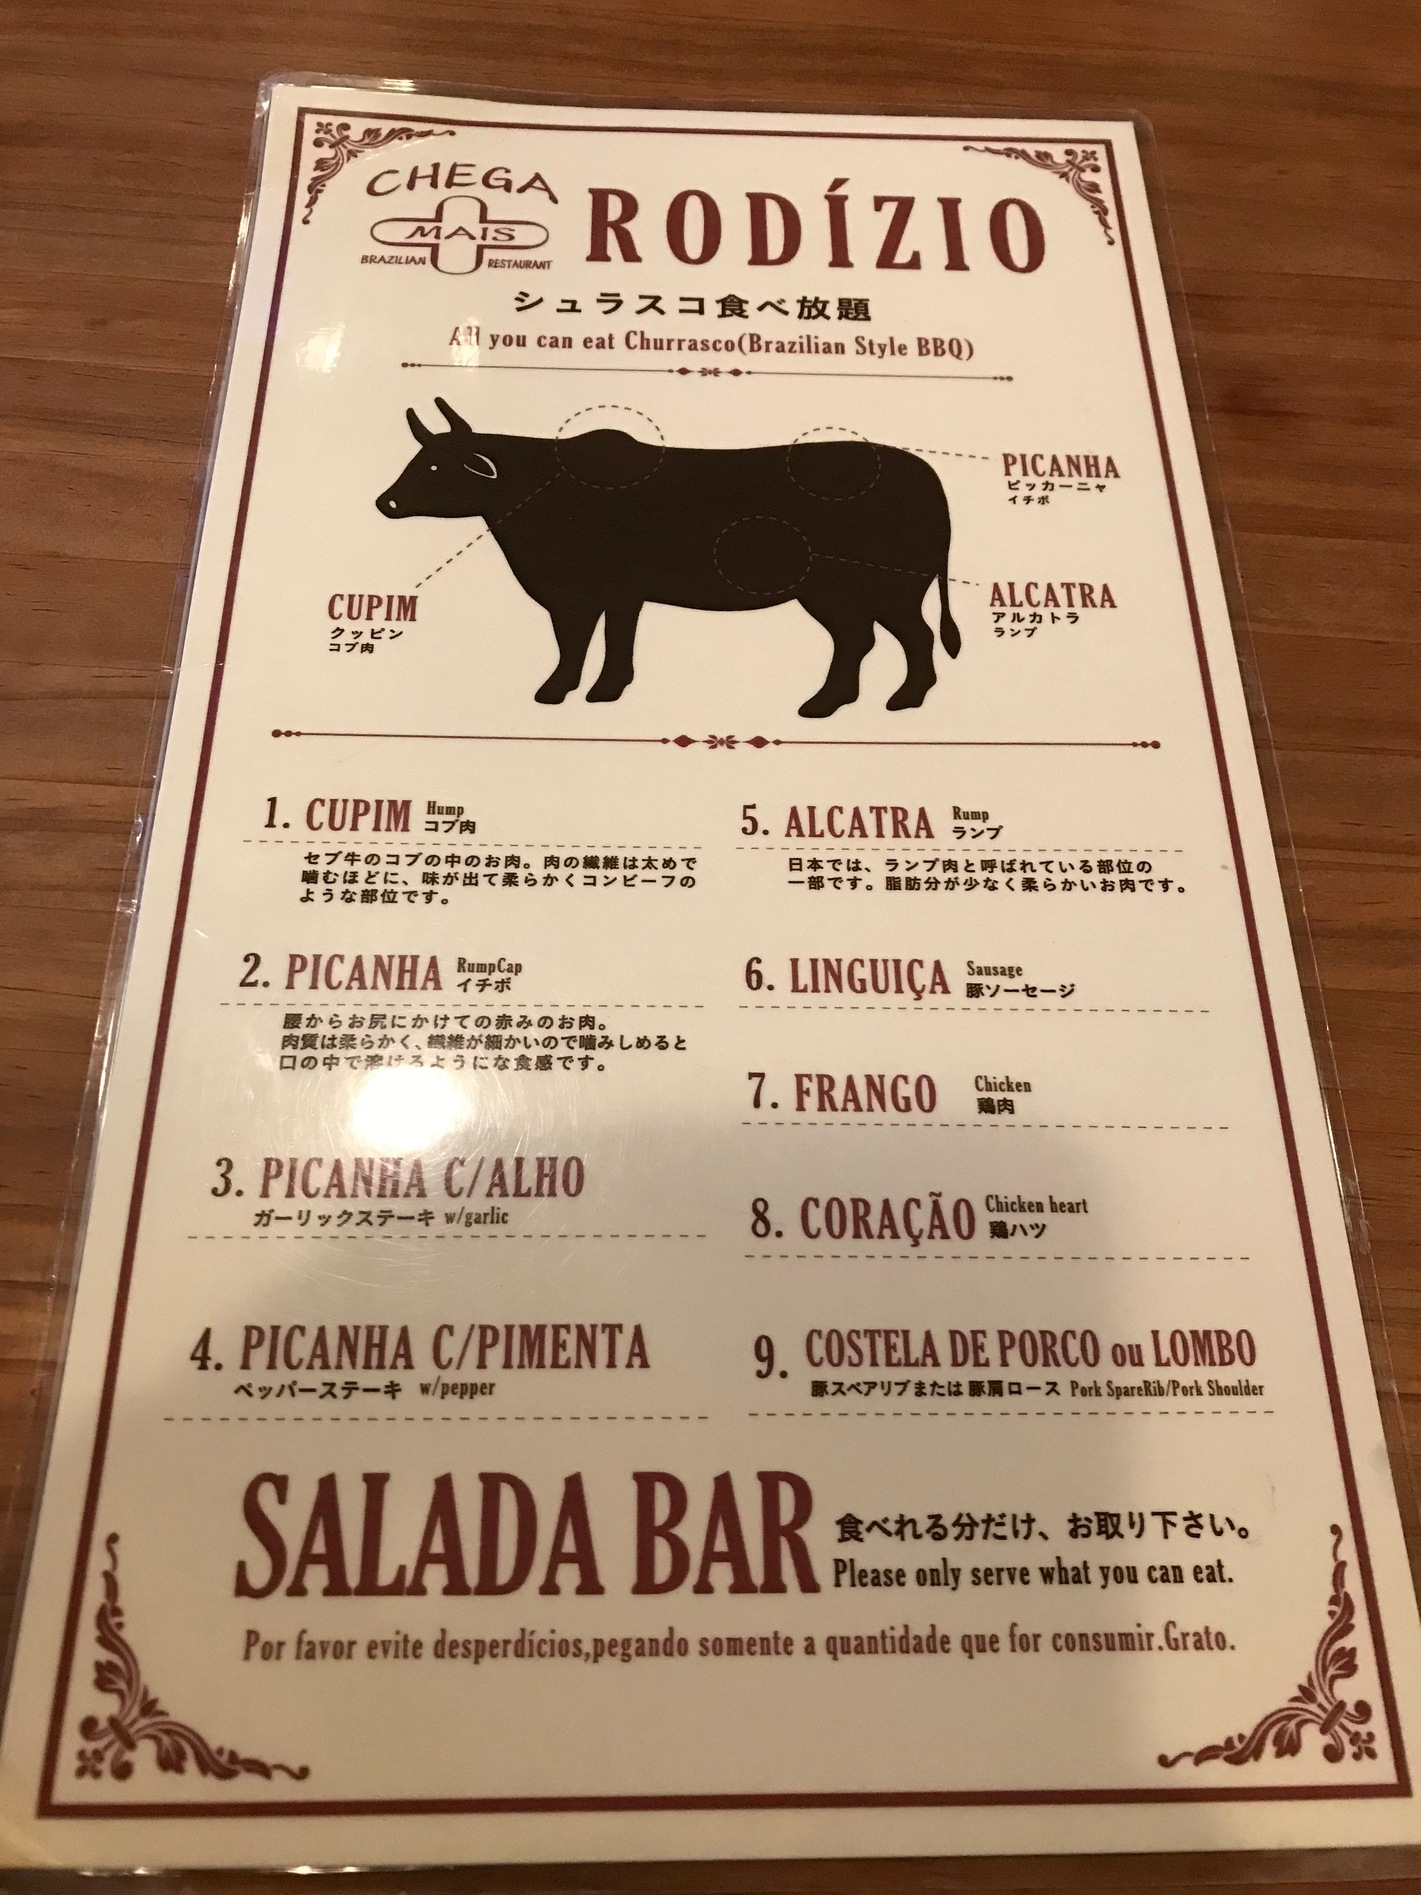 CHEGA
MAIS
BRAZILIAN RESTAURANT
RODÍZIO
シュラスコ食べ放題
All you can eat Churrasco(Brazilian Style BBQ)
PICANHA
ピッカーニャ
イチボ
CUPIM
クッピン
コブ肉
ALCATRA
アルカトラ
ランプ
1. CUPIM Hump
コブ肉
セブ牛のコブの中のお肉。肉の繊維は太めで
噛むほどに、味が出て柔らかくコンビーフの
ような部位です。
2. PICANHA RumpCap
イチボ
腰からお尻にかけての赤みのお肉。
肉質は柔らかく、繊維が細かいので噛みしめると
口の中で溶けるようにな食感です。
3. PICANHA C/ALHO
ガーリックステーキ w/garlic
4. PICANHA C/PIMENTA
ペッパーステーキ w/pepper
5. ALCATRA Rump
ランプ
日本では、ランプ肉と呼ばれている部位の
一部です。脂肪分が少なく柔らかいお肉です。
6. LINGUIÇA Sausage
豚ソーセージ
7. FRANGO Chicken
鶏肉
8. CORAÇÃO Chicken heart
鶏ハツ
9. COSTELA DE PORCO ou LOMBO
豚スペアリブまたは豚肩ロース Pork SpareRib/Pork Shoulder
SALADA BAR
食べれる分だけ、お取り下さい。
Please only serve what you can eat.
Por favor evite desperdícios,pegando somente a quantidade que for consumir.Grato.